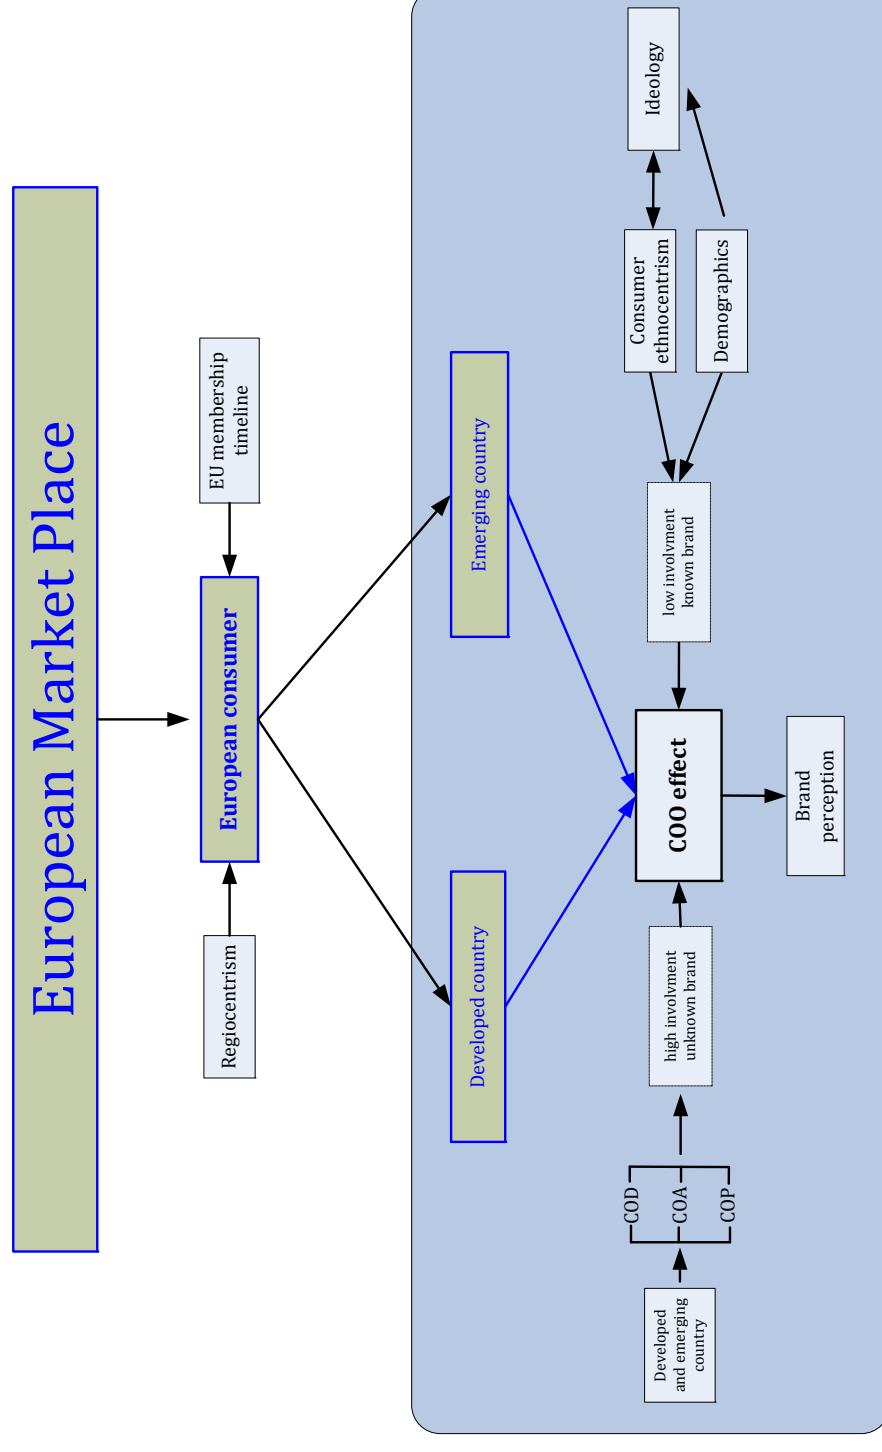 European Market Place
Regiocentrism
European consumer
EU membership
timeline
Developed country
Emerging country
Developed
and emerging
country
COD
COA
COP
high involvment
unknown brand
COO effect
low involvment
known brand
Consumer
ethnocentrism
Demographics
Ideology
Brand
perception